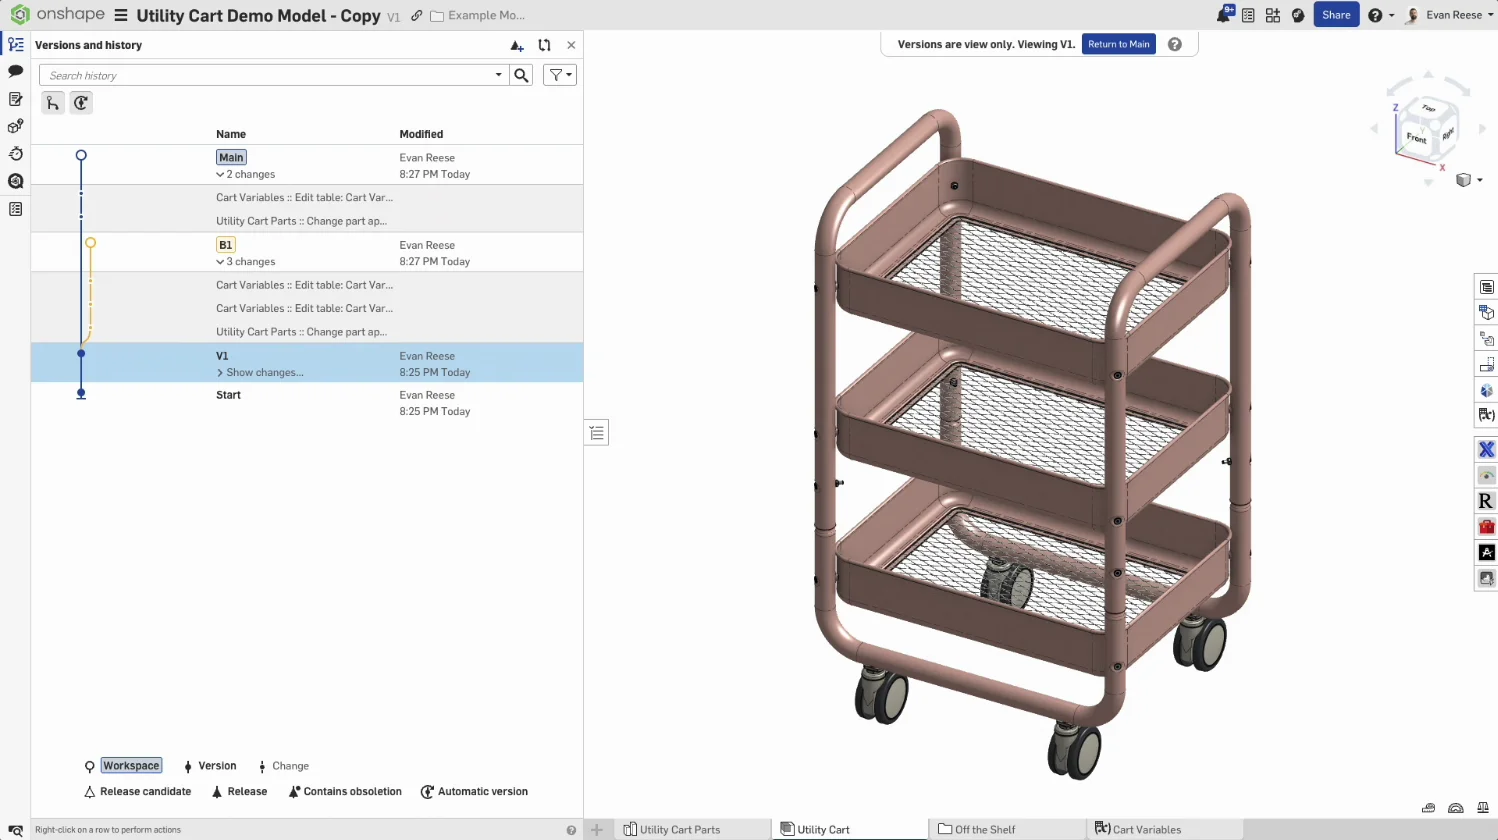 onshape Utility Cart Demo Model - Copy V1 Example Mo...
9+ Share Evan Reese
Versions and history
Versions are view only. Viewing V1. Return to Main
Search history
Name Modified
Main Evan Reese
2 changes 8:27 PM Today
Cart Variables :: Edit table: Cart Var...
Utility Cart Parts :: Change part ap...
B1 Evan Reese
3 changes 8:27 PM Today
Cart Variables :: Edit table: Cart Var...
Cart Variables :: Edit table: Cart Var...
Utility Cart Parts :: Change part ap...
V1 Evan Reese
Show changes... 8:25 PM Today
Start Evan Reese
8:25 PM Today
Z
Top
Front
Right
Y
X
(x)
X
R
A
Workspace Version Change
Release candidate Release Contains obsoletion Automatic version
Right-click on a row to perform actions
Utility Cart Parts Utility Cart Off the Shelf Cart Variables